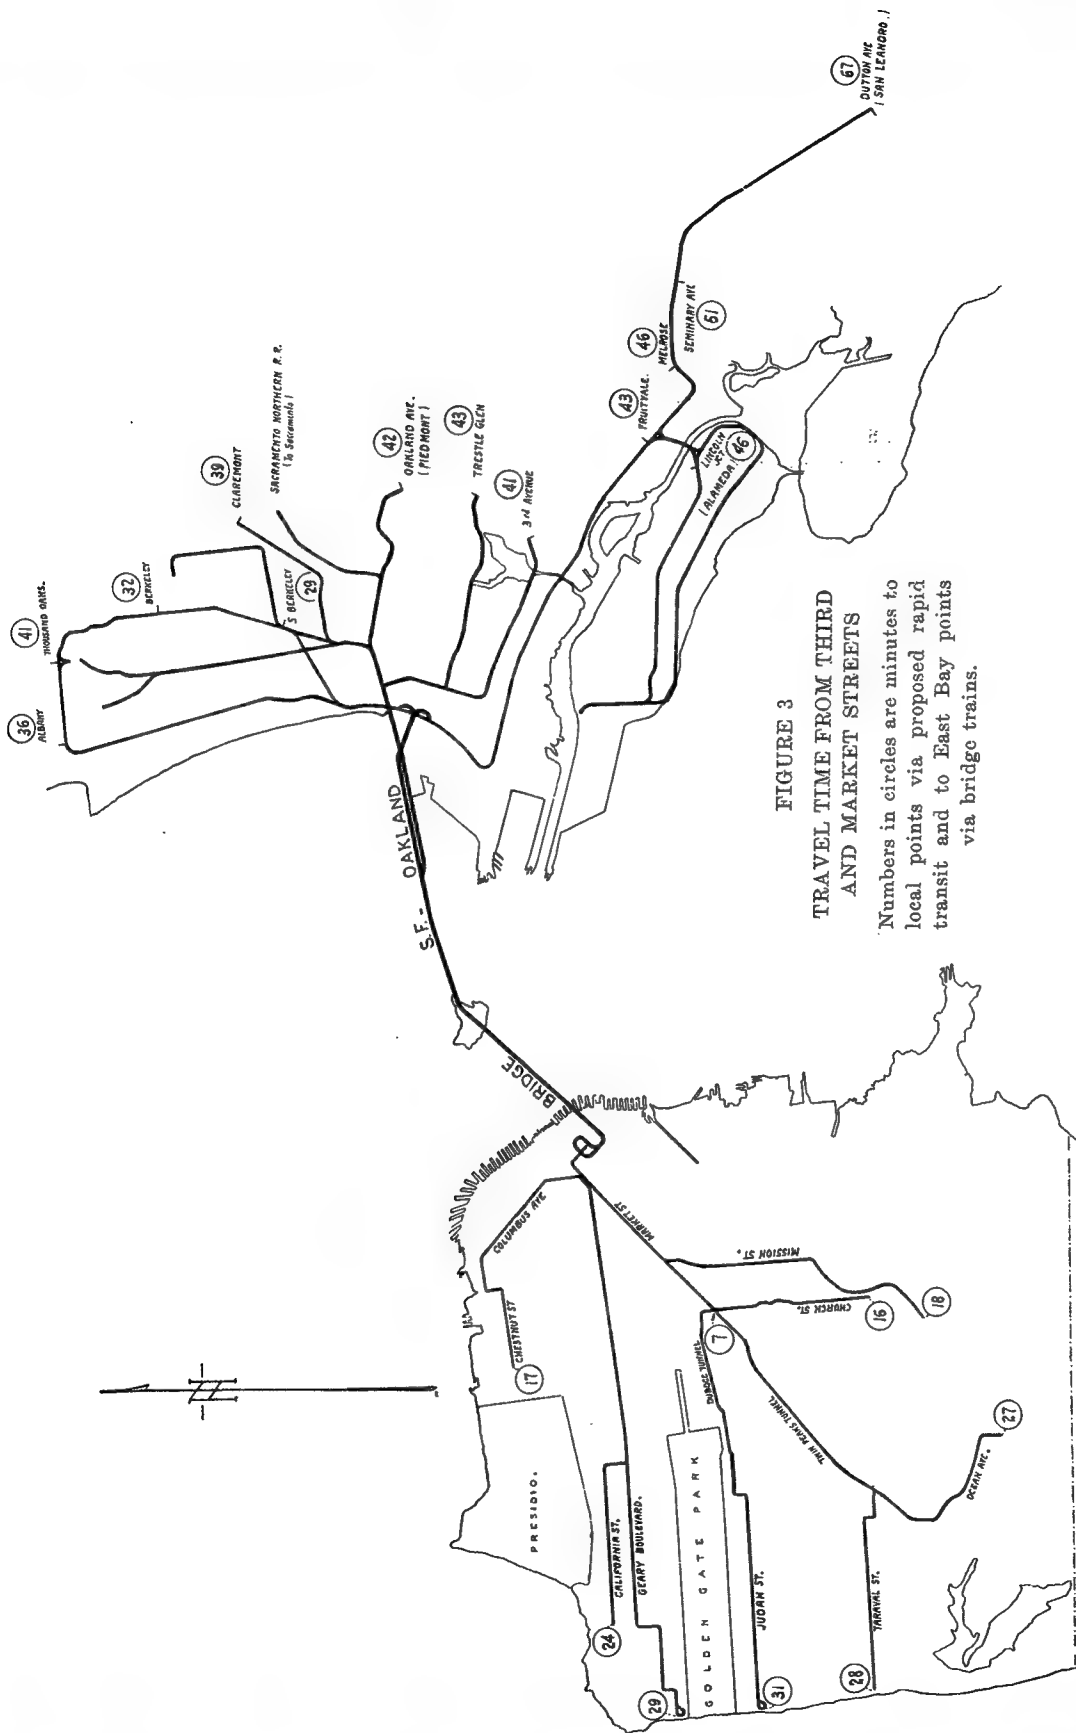 FIGURE 3
TRAVEL TIME FROM THIRD
AND MARKET STREETS
Numbers in circles are minutes to
local points via proposed rapid
transit and to East Bay points
via bridge trains.
36
ALBANY
41
THOUSAND OAKS.
32
BERKELEY
S BERKELEY
29
39
CLAREMONT
SACRAMENTO NORTHERN R.R.
(To Sacramento)
42
OAKLAND AVE.
(PIEDMONT)
43
TRESTLE GLEN
41
3rd AVENUE
43
FRUITVALE.
46
MELROSE
SEMINARY AVE
61
67
DUTTON AVE
(SAN LEANDRO.)
LINCOLN
JCT
(ALAMEDA)
46
S.F. - OAKLAND
BRIDGE
COLUMBUS AVE
CHESTNUT ST
17
PRESIDIO.
MARKET ST
MISSION ST.
18
CHURCH ST.
16
7
DUBOCE TUNNEL
TWIN PEAKS TUNNEL
CALIFORNIA ST.
24
GEARY BOULEVARD.
29
GOLDEN GATE PARK
JUDAH ST.
31
TARAVAL ST.
28
OCEAN AVE.
27